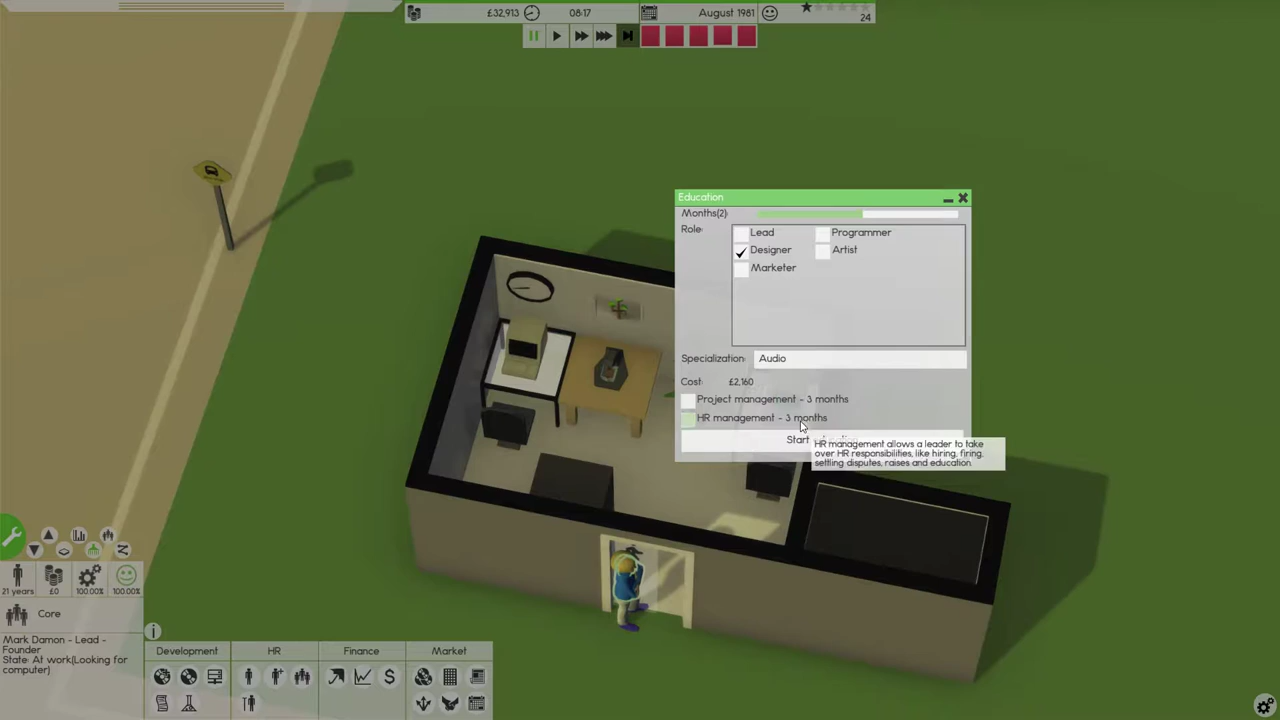 £32,913
08:17
August 1981
24
Education
Months(2):
Role:
Lead
Programmer
Designer
Artist
Marketer
Specialization:
Audio
Cost:
£2,160
Project management - 3 months
HR management - 3 months
Start
HR management allows a leader to take
over HR responsibilities, like hiring, firing,
settling disputes, raises and education.
21 years
£0
100.00%
100.00%
Core
Mark Damon - Lead -
Founder
State: At work(Looking for
computer)
Development
HR
Finance
Market